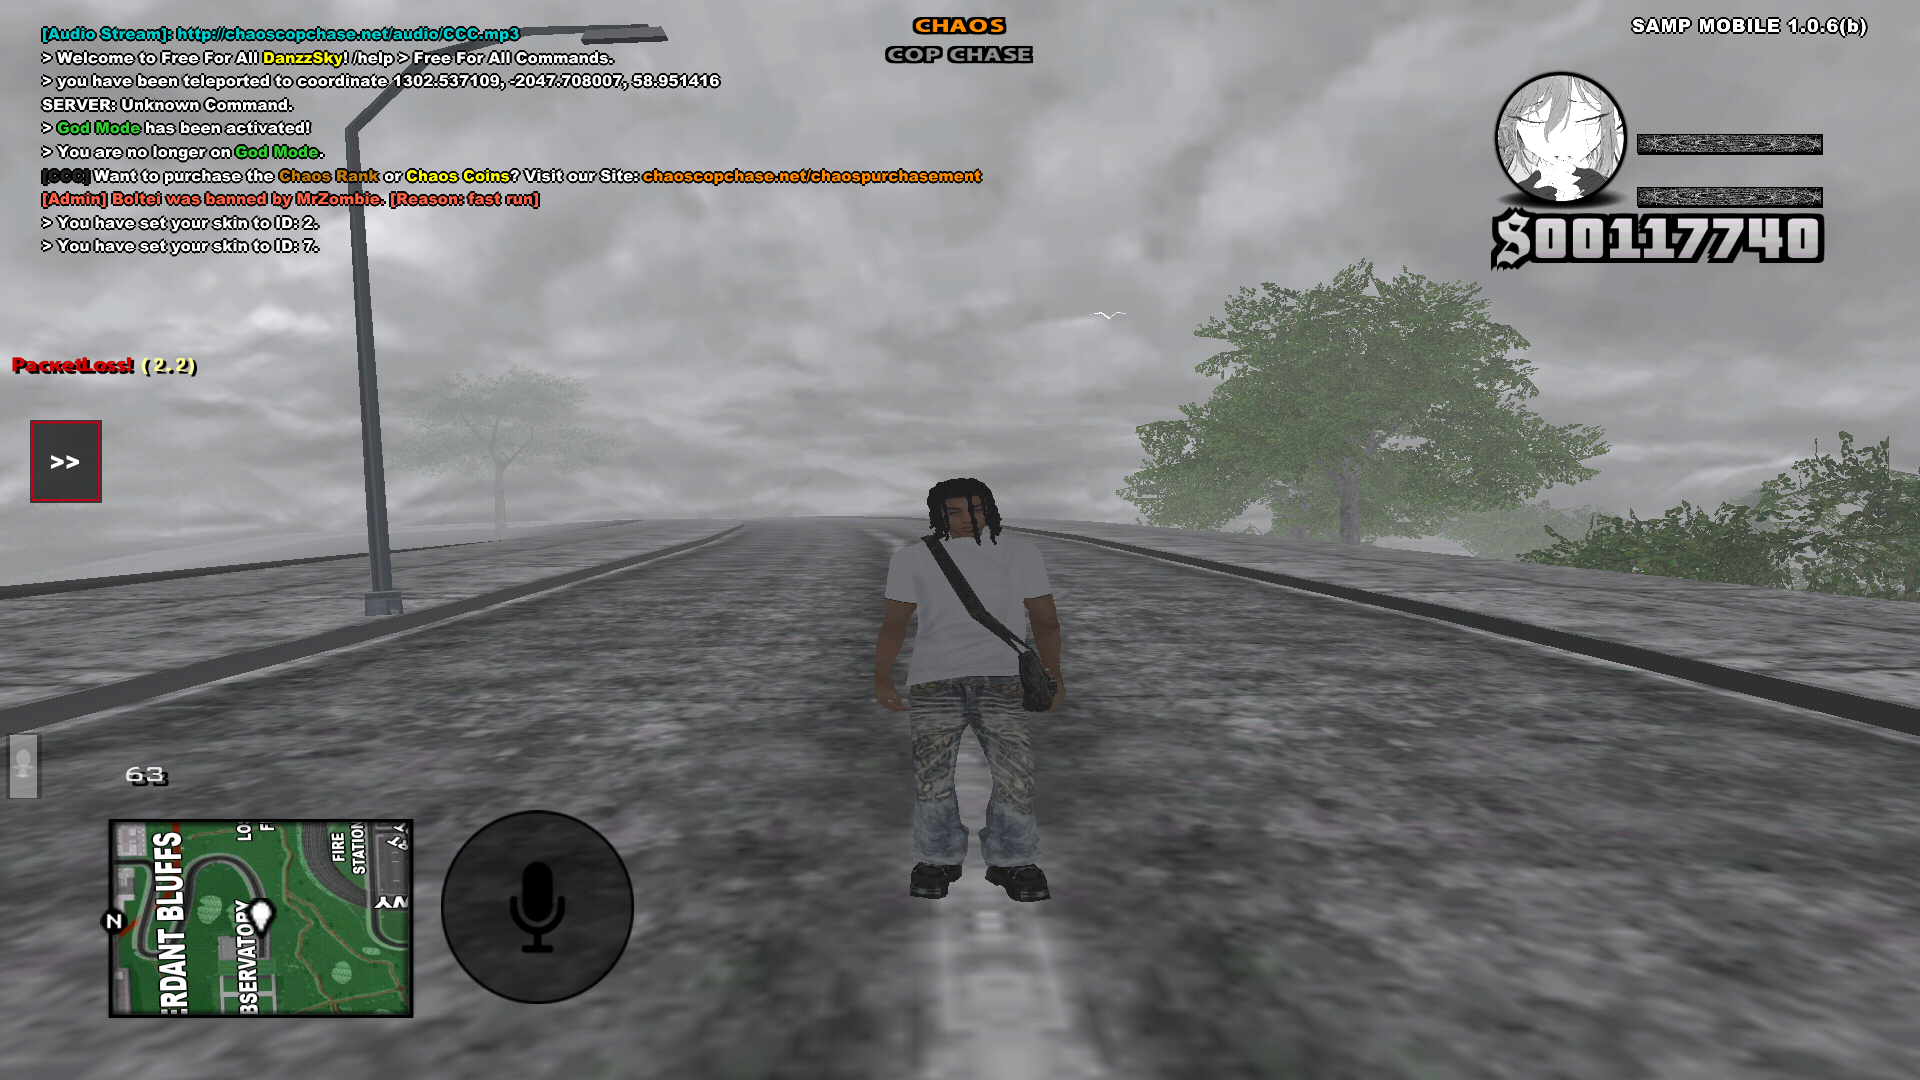 [Audio Stream]: http://chaoscopchase.net/audio/CCC.mp3
> Welcome to Free For All DanzzSky! /help > Free For All Commands.
> you have been teleported to coordinate 1302.537109, -2047.708007, 58.951416
SERVER: Unknown Command.
> God Mode has been activated!
> You are no longer on God Mode.
[CCC] Want to purchase the Chaos Rank or Chaos Coins? Visit our Site: chaoscopchase.net/chaospurchasement
[Admin] Boltei was banned by MrZombie. [Reason: fast run]
> You have set your skin to ID: 2.
> You have set your skin to ID: 7.
CHAOS
COP CHASE
SAMP MOBILE 1.0.6(b)
$00117740
PacketLoss! (2.2)
>>
63
N
ERDANT BLUFFS
BSERVATORY
LOS
F
FIRE
STATION